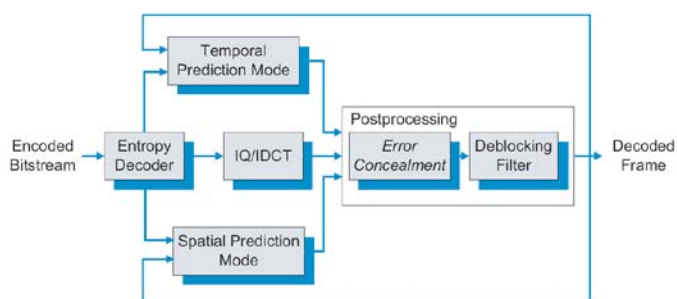 Temporal
Prediction Mode
Postprocessing
Encoded
Bitstream
Entropy
Decoder
IQ/IDCT
Error
Concealment
Deblocking
Filter
Decoded
Frame
Spatial Prediction
Mode